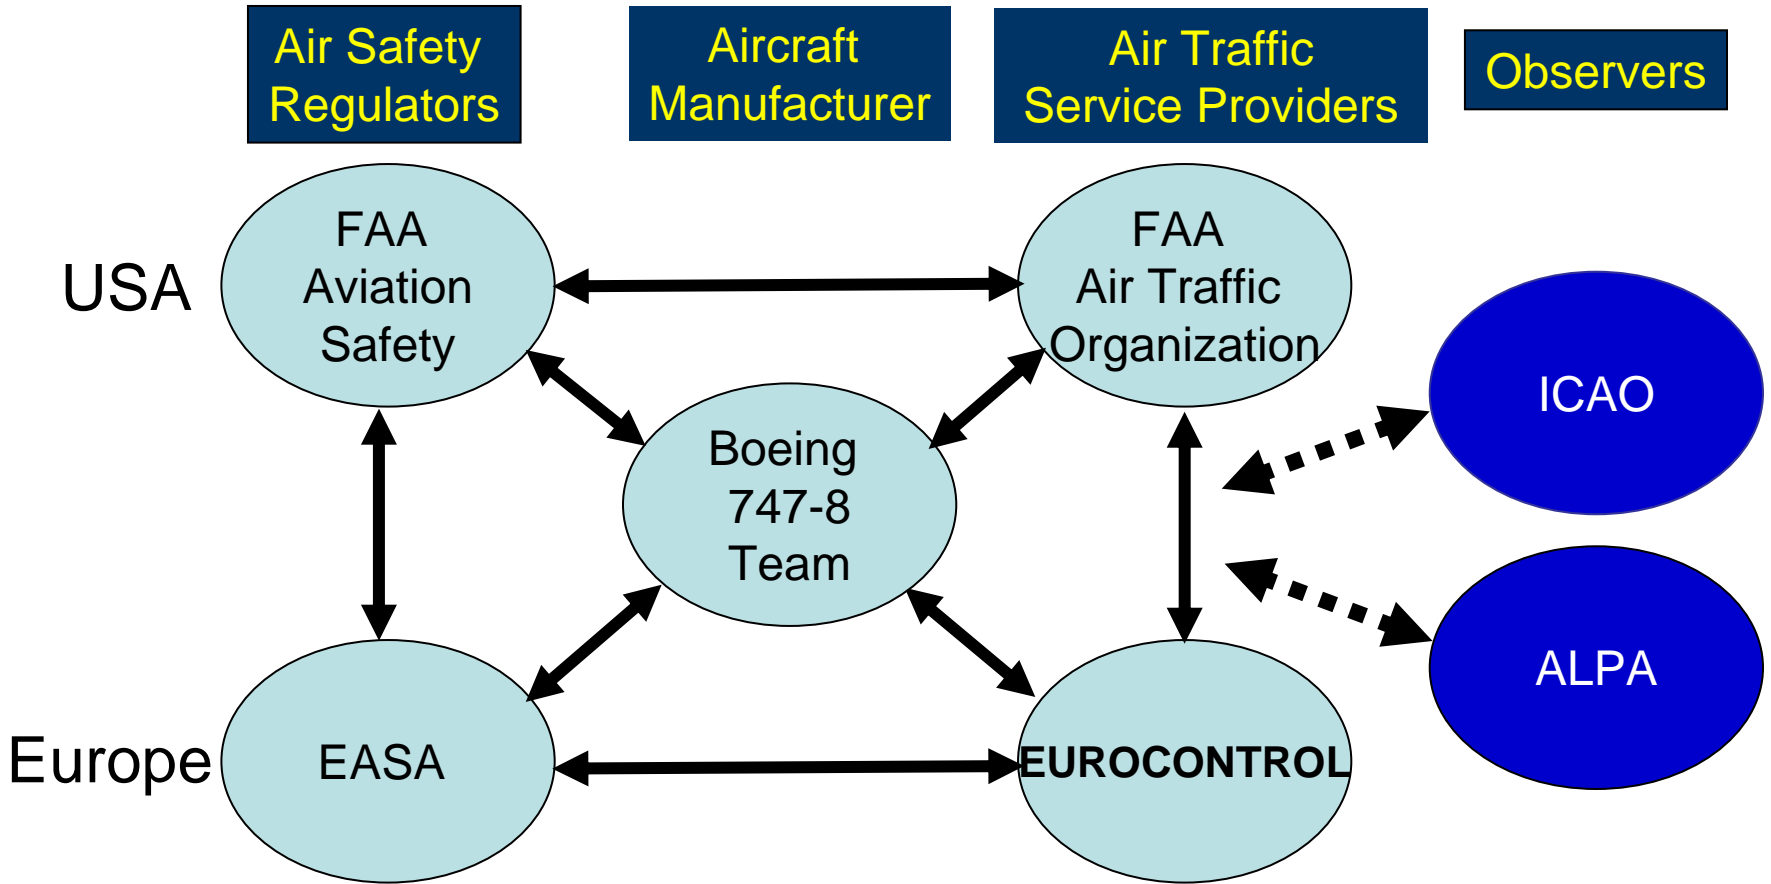 Air Safety
Regulators
Aircraft
Manufacturer
Air Traffic
Service Providers
Observers
USA
FAA
Aviation
Safety
FAA
Air Traffic
Organization
ICAO
Boeing
747-8
Team
ALPA
Europe
EASA
EUROCONTROL